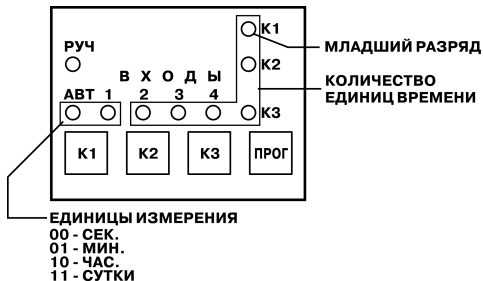 К1
РУЧ
МЛАДШИЙ РАЗРЯД
К2
ВХОДЫ
КОЛИЧЕСТВО
ЕДИНИЦ ВРЕМЕНИ
АВТ 1 2 3 4
К3
К1 К2 К3 ПРОГ
ЕДИНИЦЫ ИЗМЕРЕНИЯ
00 - СЕК.
01 - МИН.
10 - ЧАС.
11 - СУТКИ